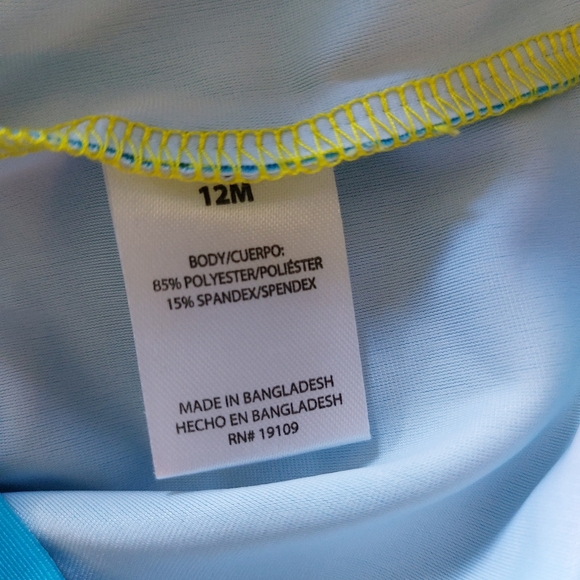 12M
BODY/CUERPO:
85% POLYESTER/POLIÉSTER
15% SPANDEX/SPENDEX
MADE IN BANGLADESH
HECHO EN BANGLADESH
RN# 19109